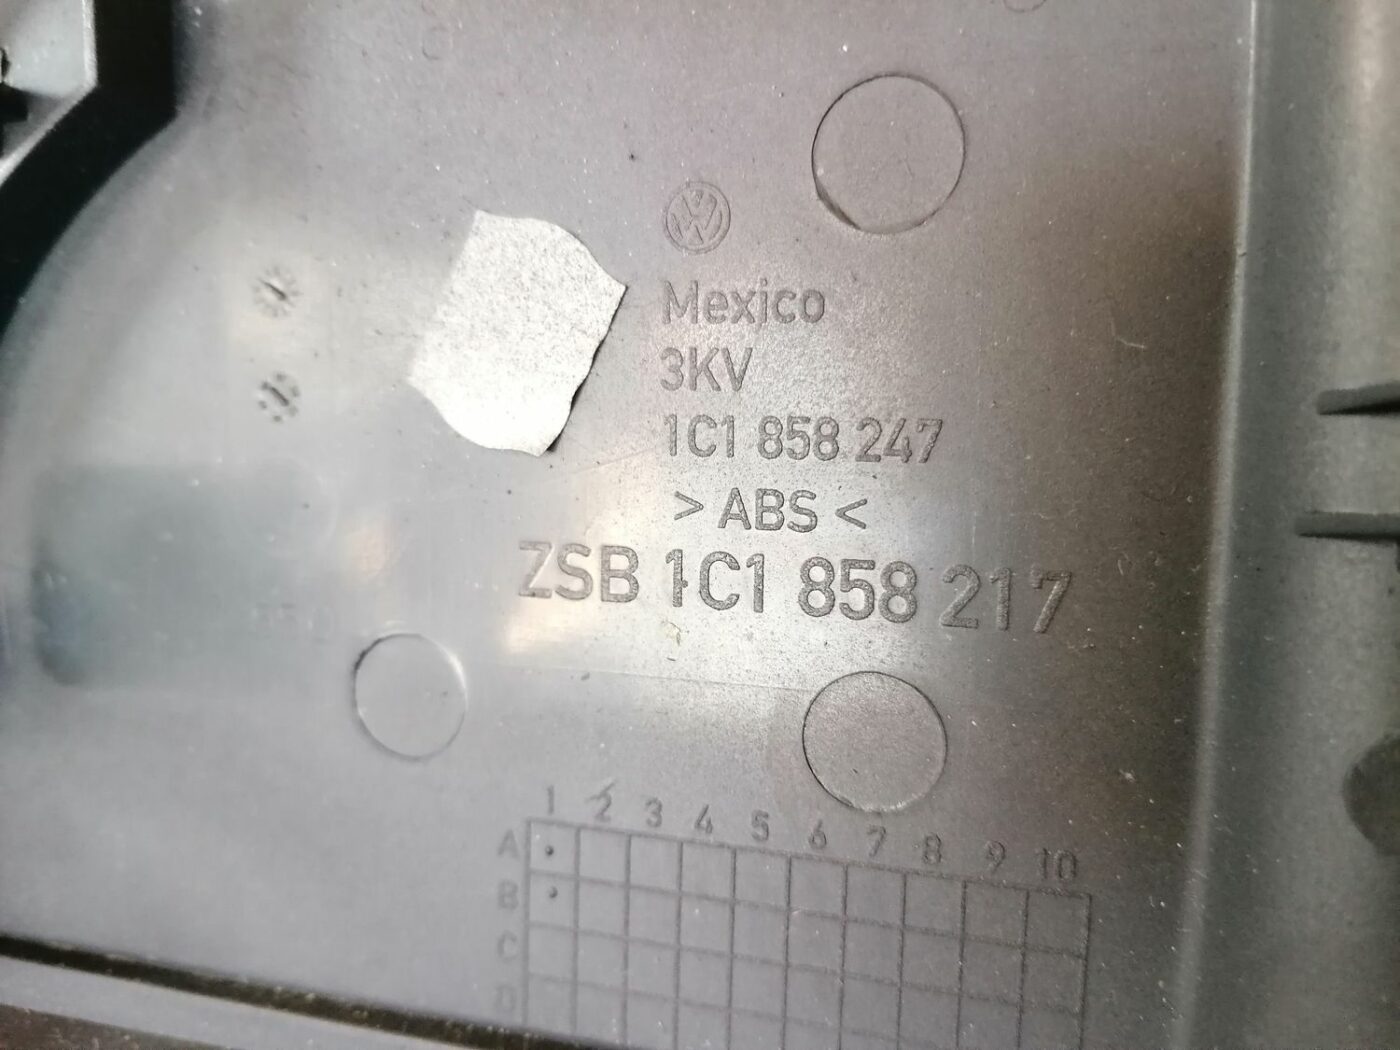 Mexico
3KV
1C1 858 247
> ABS <
ZSB 1C1 858 217
1 2 3 4 5 6 7 8 9 10
A
B
C
D